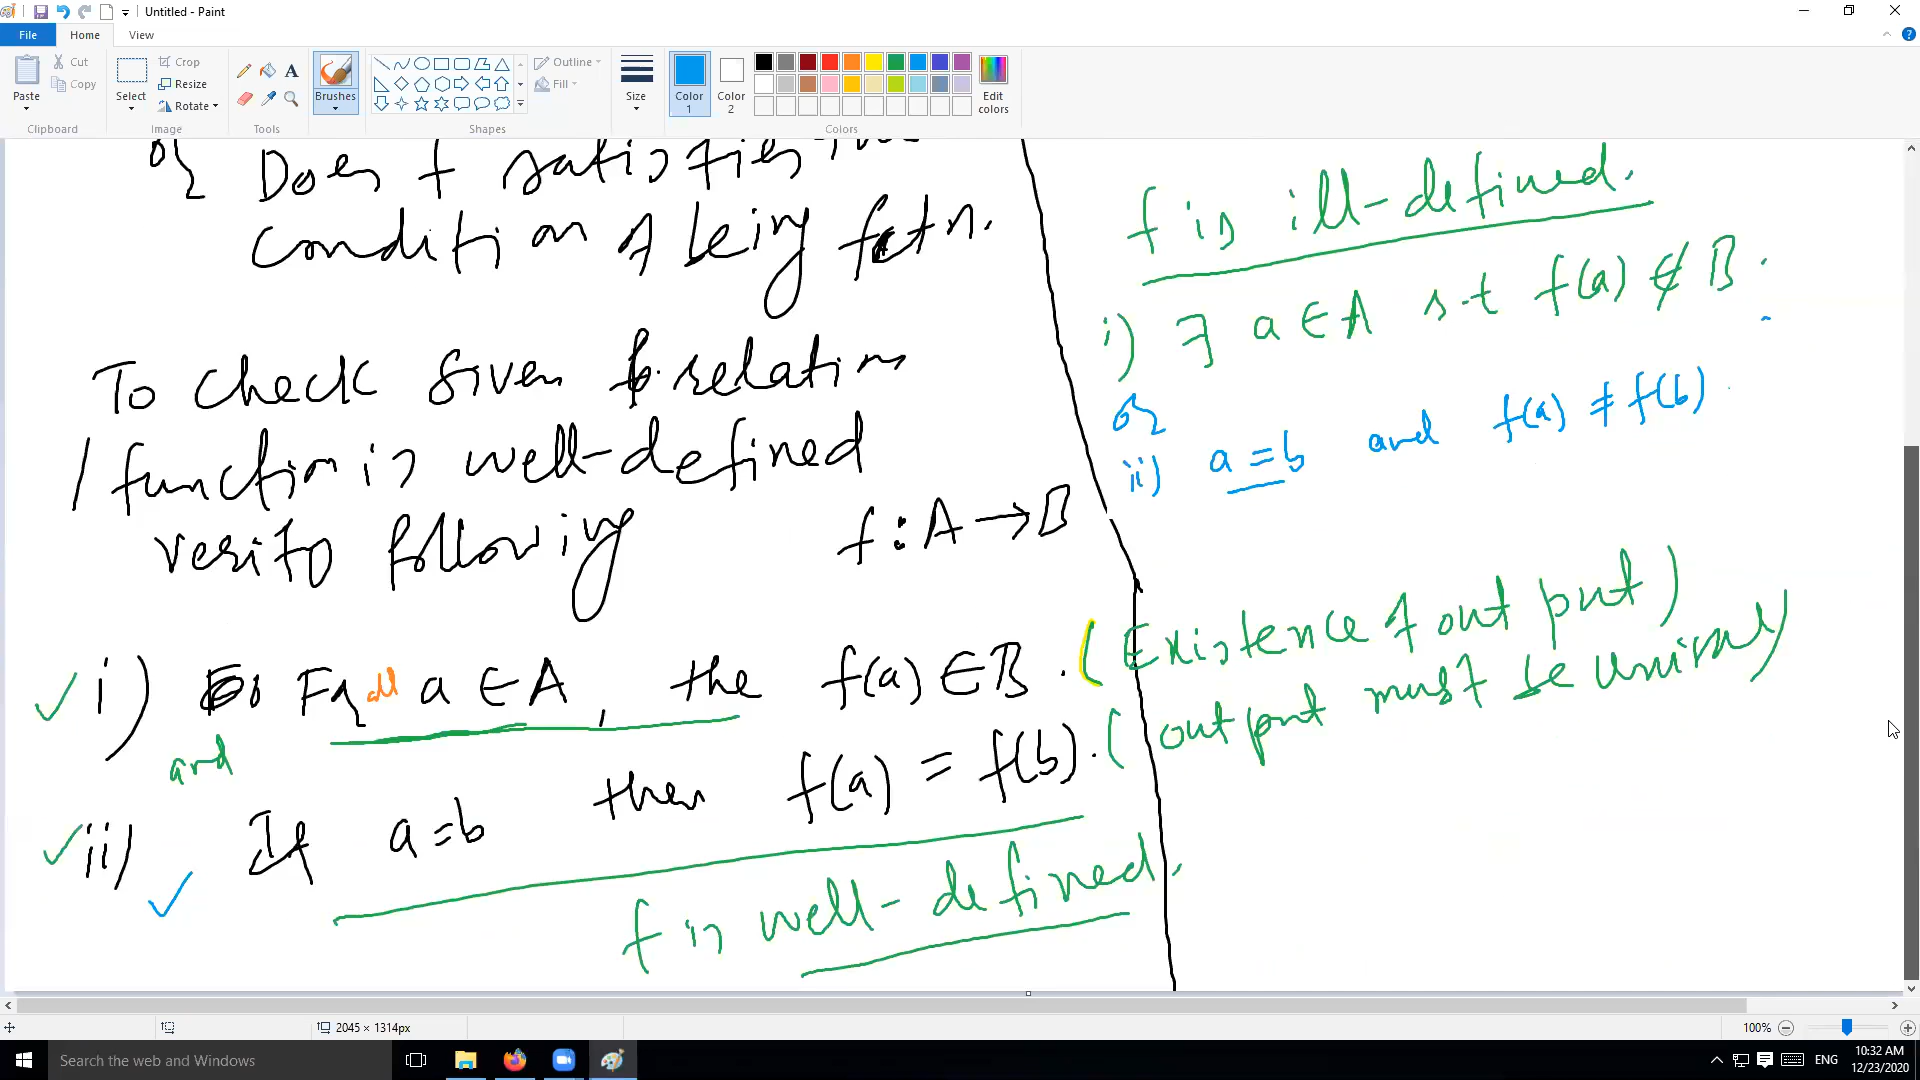 Untitled - Paint
File
Home
View
Paste
Cut
Copy
Clipboard
Select
Crop
Resize
Rotate
Image
Tools
Brushes
Shapes
Outline
Fill
Size
Color 1
Color 2
Edit colors
Colors
Does f satisfies the
condition of being fctn.
To check given relation
/ function is well-defined
verify following
f : A → B
i) For all a ∈ A, the f(a) ∈ B. (Existence of out put)
and
ii) If a = b then f(a) = f(b). (output must be
f is well-defined.
f is ill-defined.
i) ∃ a ∈ A s.t f(a) ∉ B.
or
ii) a = b and f(a) ≠ f(b).
2045 × 1314px
100%
Search the web and Windows
ENG
10:32 AM
12/23/2020